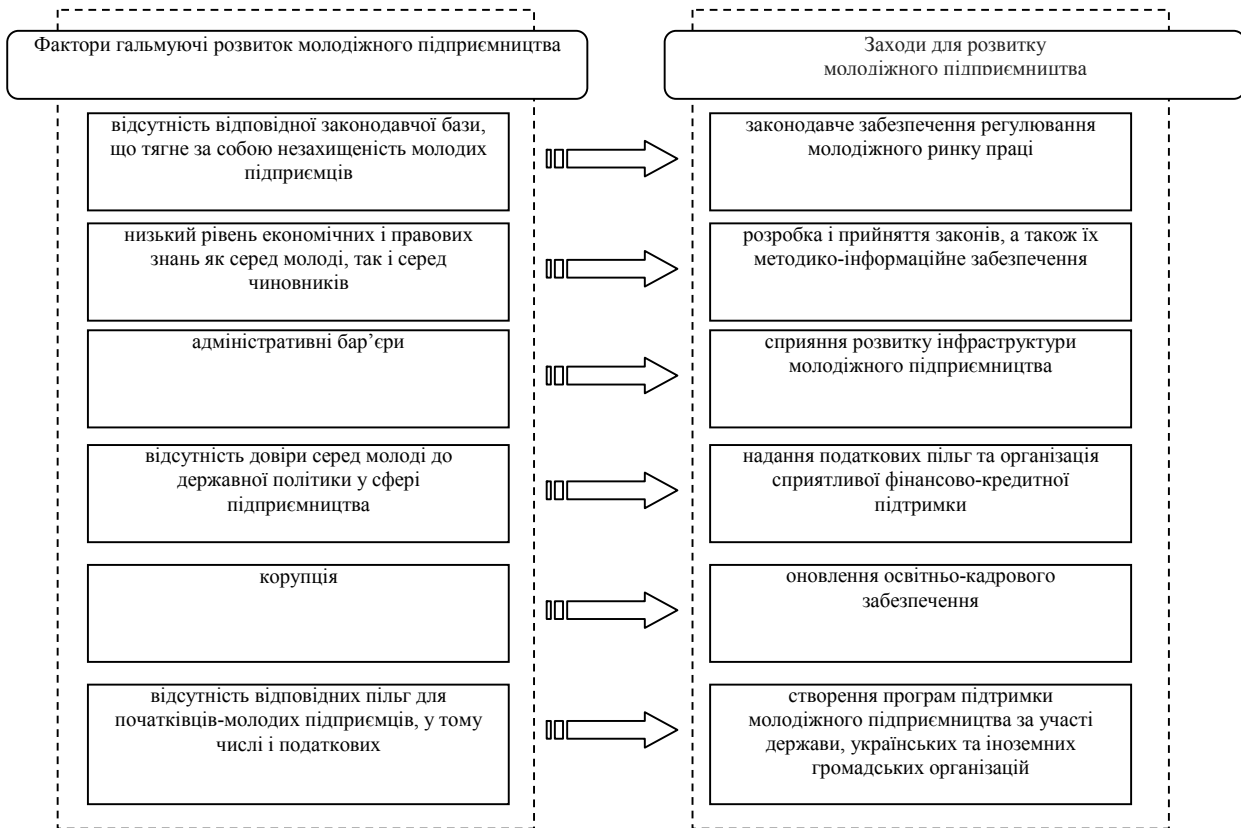 Фактори гальмуючі розвиток молодіжного підприємництва
Заходи для розвитку
молодіжного підприємництва
відсутність відповідної законодавчої бази,
що тягне за собою незахищеність молодих
підприємців
законодавче забезпечення регулювання
молодіжного ринку праці
низький рівень економічних і правових
знань як серед молоді, так і серед
чиновників
розробка і прийняття законів, а також їх
методико-інформаційне забезпечення
адміністративні бар’єри
сприяння розвитку інфраструктури
молодіжного підприємництва
відсутність довіри серед молоді до
державної політики у сфері
підприємництва
надання податкових пільг та організація
сприятливої фінансово-кредитної
підтримки
корупція
оновлення освітньо-кадрового
забезпечення
відсутність відповідних пільг для
початківців-молодих підприємців, у тому
числі і податкових
створення програм підтримки
молодіжного підприємництва за участі
держави, українських та іноземних
громадських організацій